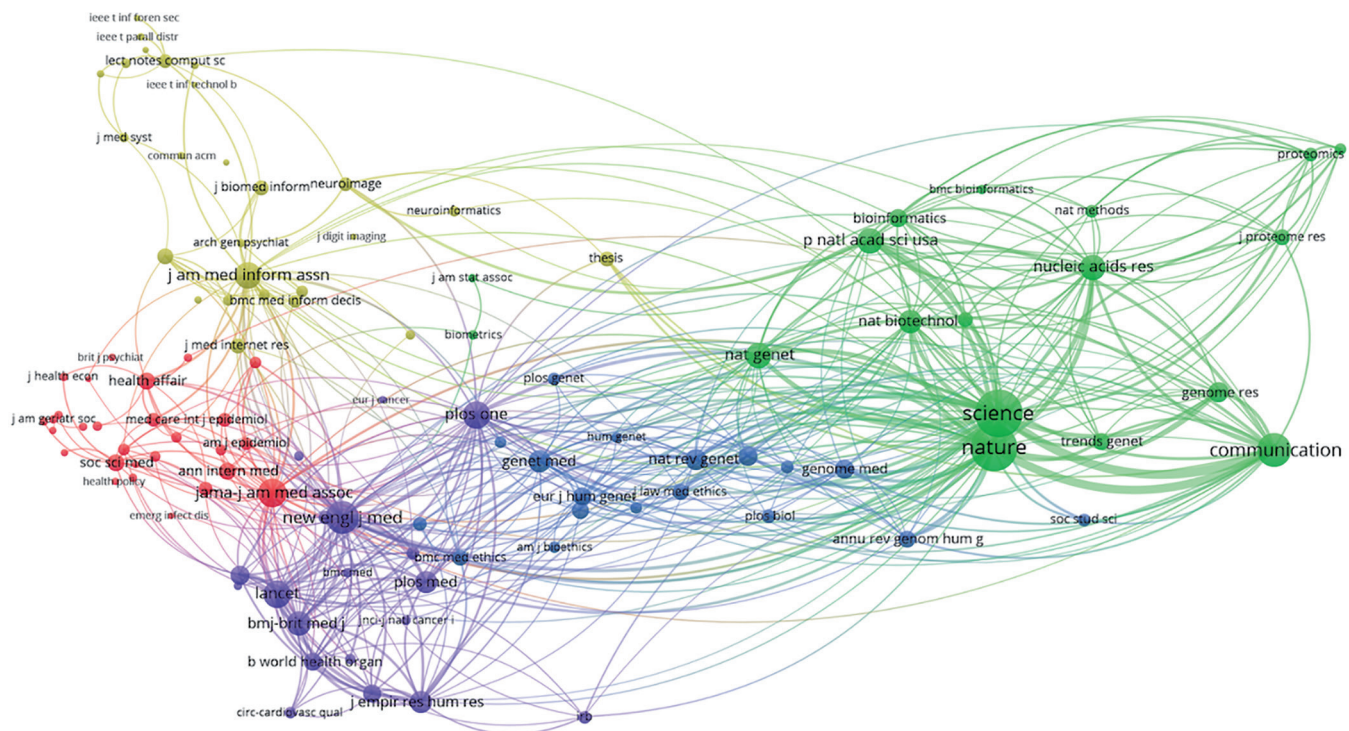 ieee t inf foren sec
ieee t parall distr
lect notes comput sc
ieee t inf technol b
j med syst
commun acm
proteomics
j biomed inform
neuroimage
bmc bioinformatics
neuroinformatics
bioinformatics
nat methods
arch gen psychiat
j digit imaging
p natl acad sci usa
j proteome res
thesis
j am med inform assn
j am stat assoc
nucleic acids res
bmc med inform decis
nat biotechnol
biometrics
j med internet res
brit j psychiat
nat genet
j health econ
health affair
plos genet
genome res
eur j cancer
j am geriatr soc
med care
int j epidemiol
plos one
science
am j epidemiol
hum genet
trends genet
nature
communication
soc sci med
ann intern med
genet med
nat rev genet
genome med
health policy
jama-j am med assoc
eur j hum genet
j law med ethics
emerg infect dis
new engl j med
plos biol
soc stud sci
am j bioethics
annu rev genom hum g
bmc med ethics
bmc med
plos med
lancet
bmj-brit med j
jnci-j natl cancer i
b world health organ
j empir res hum res
circ-cardiovasc qual
irb